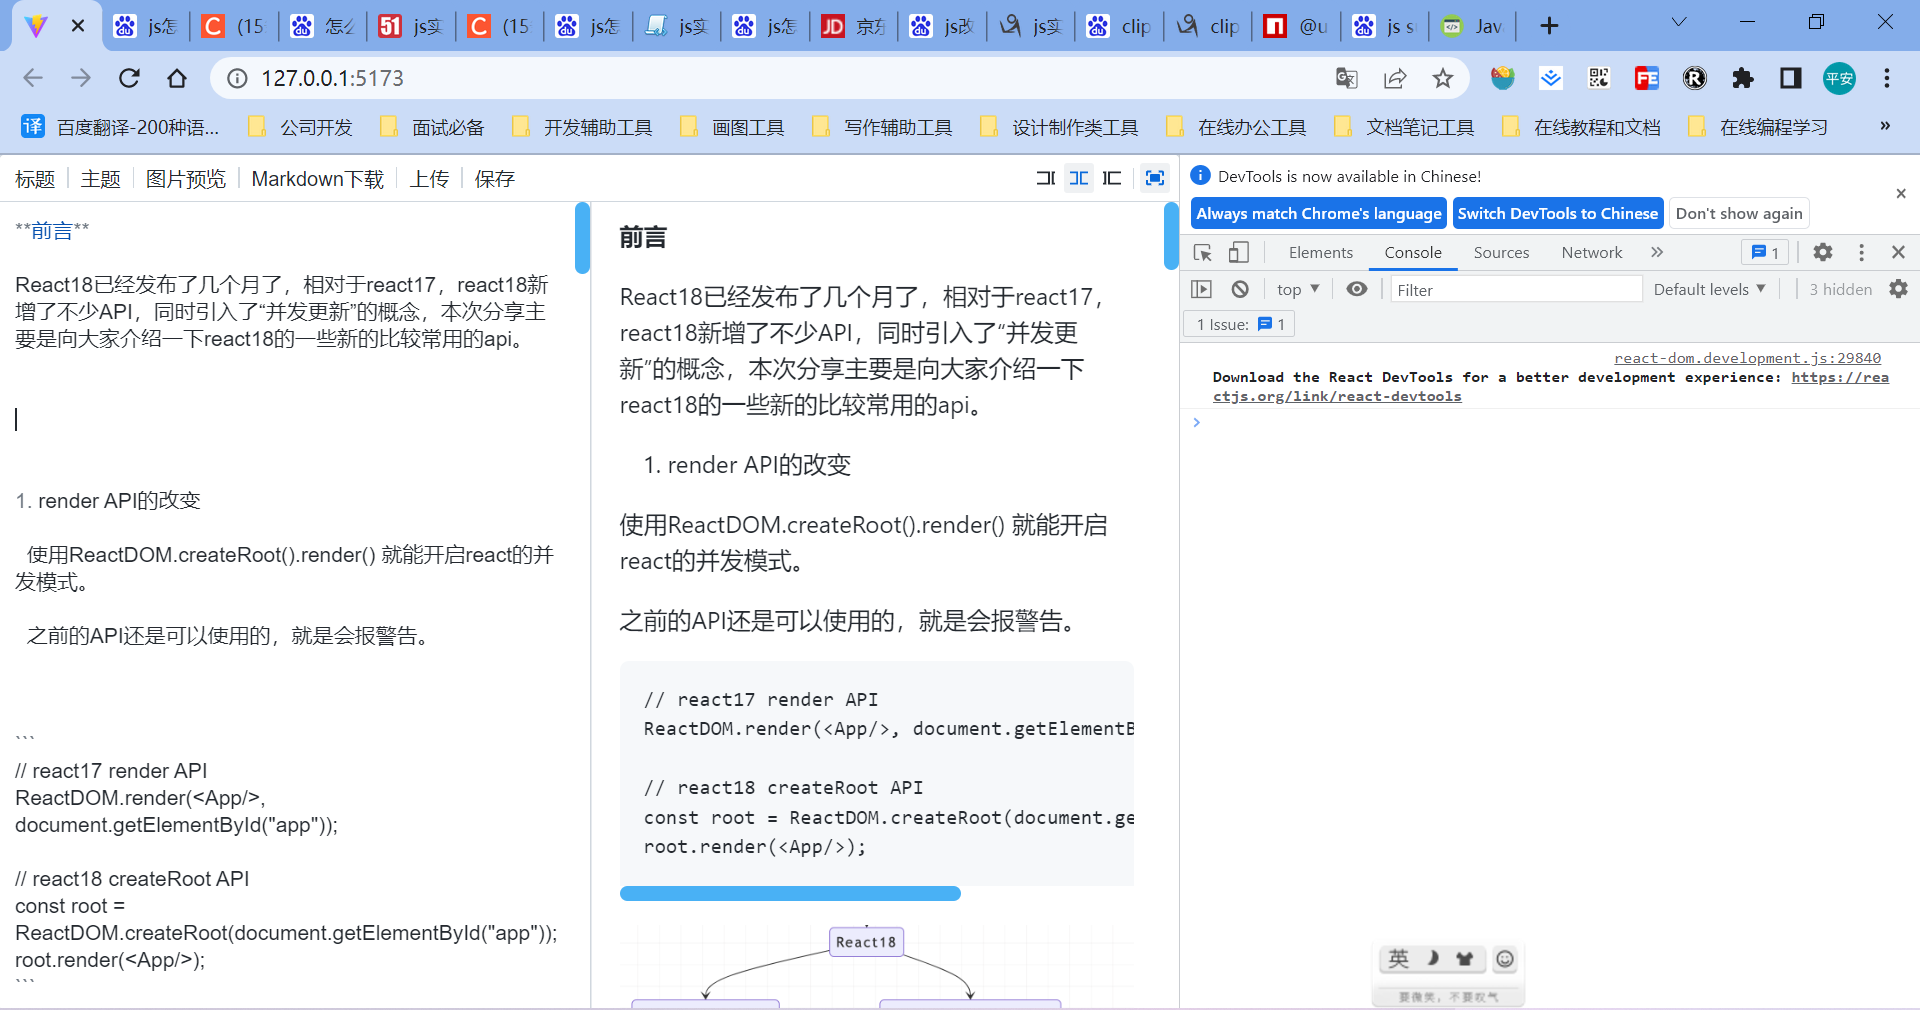 js怎
(15
怎么
51
js实
(15
js怎
js实
js怎
JD
京东
js改
js实
clip
clip
@u
js s
Jav
127.0.0.1:5173
FE
R
平安
译 百度翻译-200种语...
公司开发
面试必备
开发辅助工具
画图工具
写作辅助工具
设计制作类工具
在线办公工具
文档笔记工具
在线教程和文档
在线编程学习
»
标题
主题
图片预览
Markdown下载
上传
保存
**前言**
React18已经发布了几个月了，相对于react17，react18新
增了不少API，同时引入了“并发更新”的概念，本次分享主
要是向大家介绍一下react18的一些新的比较常用的api。
1. render API的改变
使用ReactDOM.createRoot().render() 就能开启react的并
发模式。
之前的API还是可以使用的，就是会报警告。
```
// react17 render API
ReactDOM.render(<App/>,
document.getElementById("app"));
// react18 createRoot API
const root =
ReactDOM.createRoot(document.getElementById("app"));
root.render(<App/>);
```
前言
React18已经发布了几个月了，相对于react17，
react18新增了不少API，同时引入了“并发更
新”的概念，本次分享主要是向大家介绍一下
react18的一些新的比较常用的api。
1. render API的改变
使用ReactDOM.createRoot().render() 就能开启
react的并发模式。
之前的API还是可以使用的，就是会报警告。
// react17 render API
ReactDOM.render(<App/>, document.getElementB
// react18 createRoot API
const root = ReactDOM.createRoot(document.ge
root.render(<App/>);
React18
DevTools is now available in Chinese!
Always match Chrome's language
Switch DevTools to Chinese
Don't show again
Elements
Console
Sources
Network
»
1
top
Filter
Default levels
3 hidden
1 Issue: 1
react-dom.development.js:29840
Download the React DevTools for a better development experience: https://rea
ctjs.org/link/react-devtools
英
要微笑，不要叹气